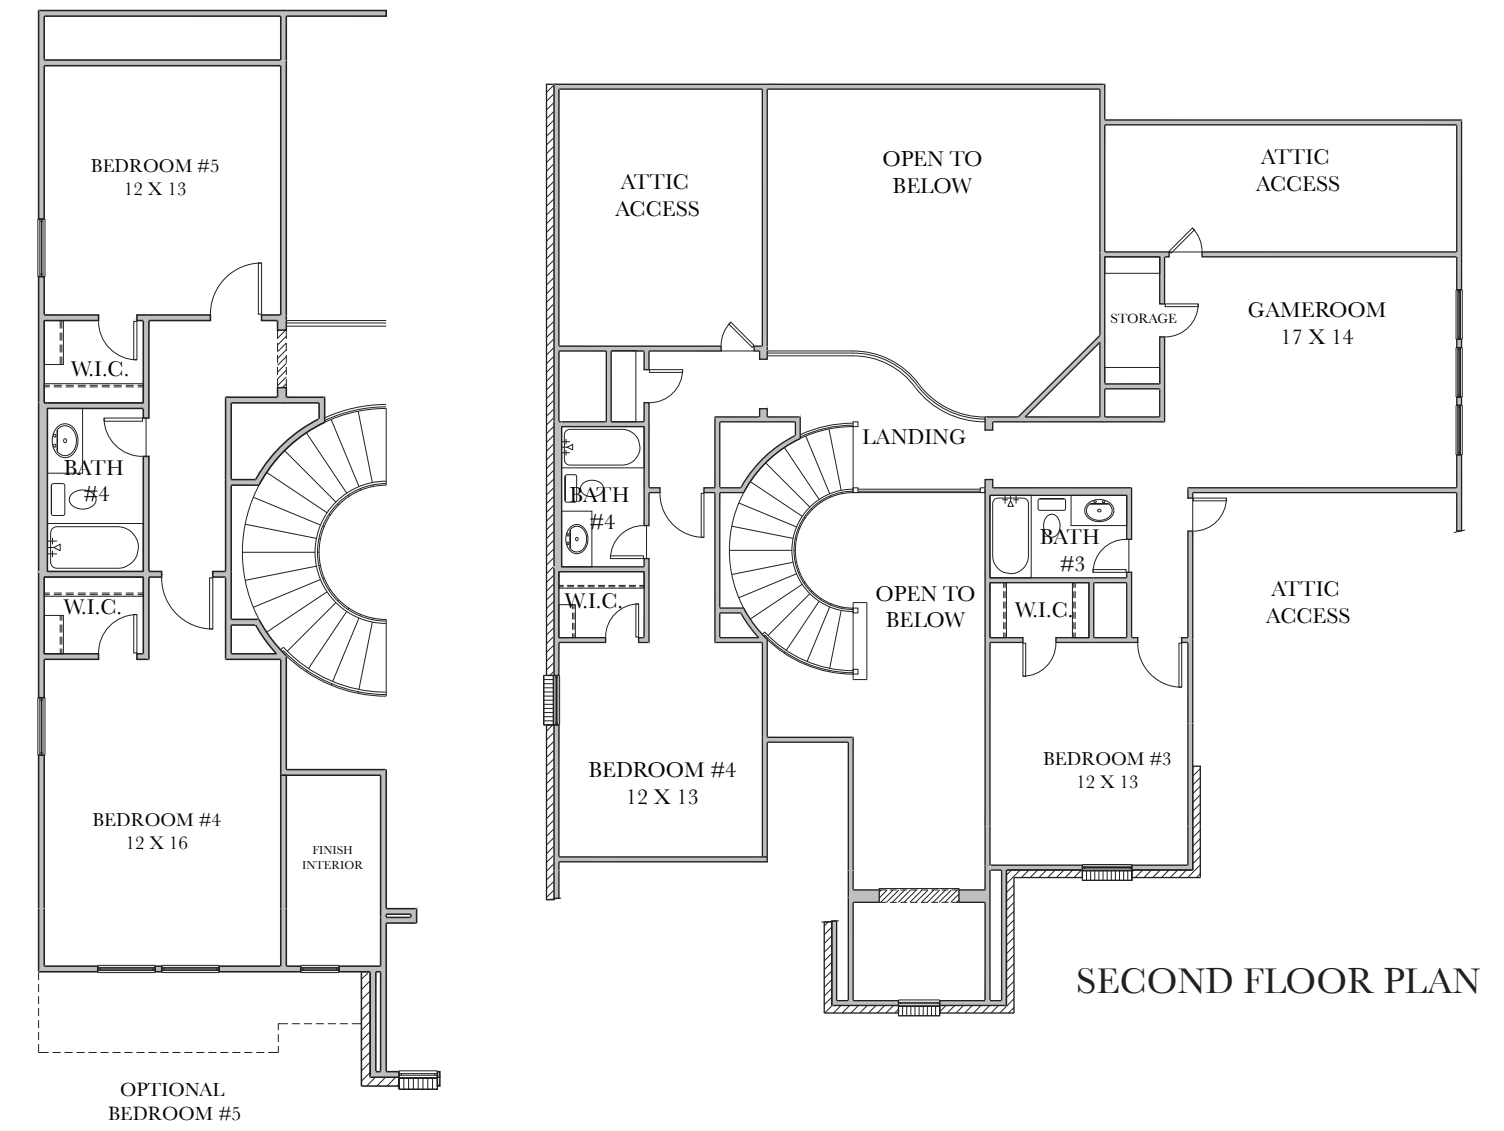 BEDROOM #5
12 X 13
W.I.C.
BATH
#4
W.I.C.
BEDROOM #4
12 X 16
FINISH
INTERIOR
OPTIONAL
BEDROOM #5
ATTIC
ACCESS
OPEN TO
BELOW
ATTIC
ACCESS
STORAGE
GAMEROOM
17 X 14
LANDING
BATH
#4
W.I.C.
OPEN TO
BELOW
BATH
#3
W.I.C.
ATTIC
ACCESS
BEDROOM #4
12 X 13
BEDROOM #3
12 X 13
SECOND FLOOR PLAN